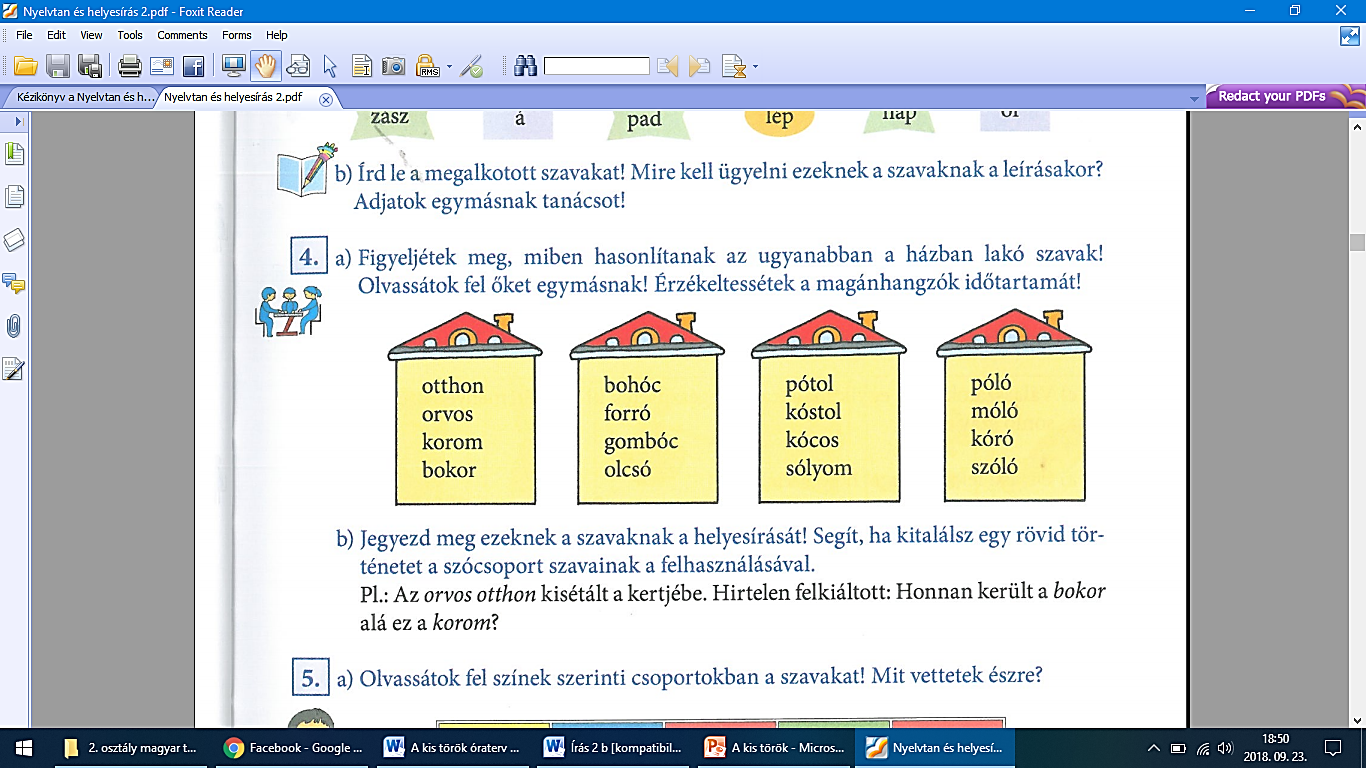 Nyelvtan és helyesírás 2.pdf - Foxit Reader
File Edit View Tools Comments Forms Help
RMS
Kézikönyv a Nyelvtan és h... Nyelvtan és helyesírás 2.pdf Redact your PDFs
zász á pad lép nap
b) Írd le a megalkotott szavakat! Mire kell ügyelni ezeknek a szavaknak a leírásakor?
Adjatok egymásnak tanácsot!
4. a) Figyeljétek meg, miben hasonlítanak az ugyanabban a házban lakó szavak!
Olvassátok fel őket egymásnak! Érzékeltessétek a magánhangzók időtartamát!
otthon
orvos
korom
bokor
bohóc
forró
gombóc
olcsó
pótol
kóstol
kócos
sólyom
póló
móló
kóró
szóló
b) Jegyezd meg ezeknek a szavaknak a helyesírását! Segít, ha kitalálsz egy rövid tör-
ténetet a szócsoport szavainak a felhasználásával.
Pl.: Az orvos otthon kisétált a kertjébe. Hirtelen felkiáltott: Honnan került a bokor
alá ez a korom?
5. a) Olvassátok fel színek szerinti csoportokban a szavakat! Mit vettetek észre?
2. osztály magyar t... Facebook - Google ... A kis török óraterv ... Írás 2 b [kompatibil... A kis török - Micros... Nyelvtan és helyesí...
18:50
2018. 09. 23.